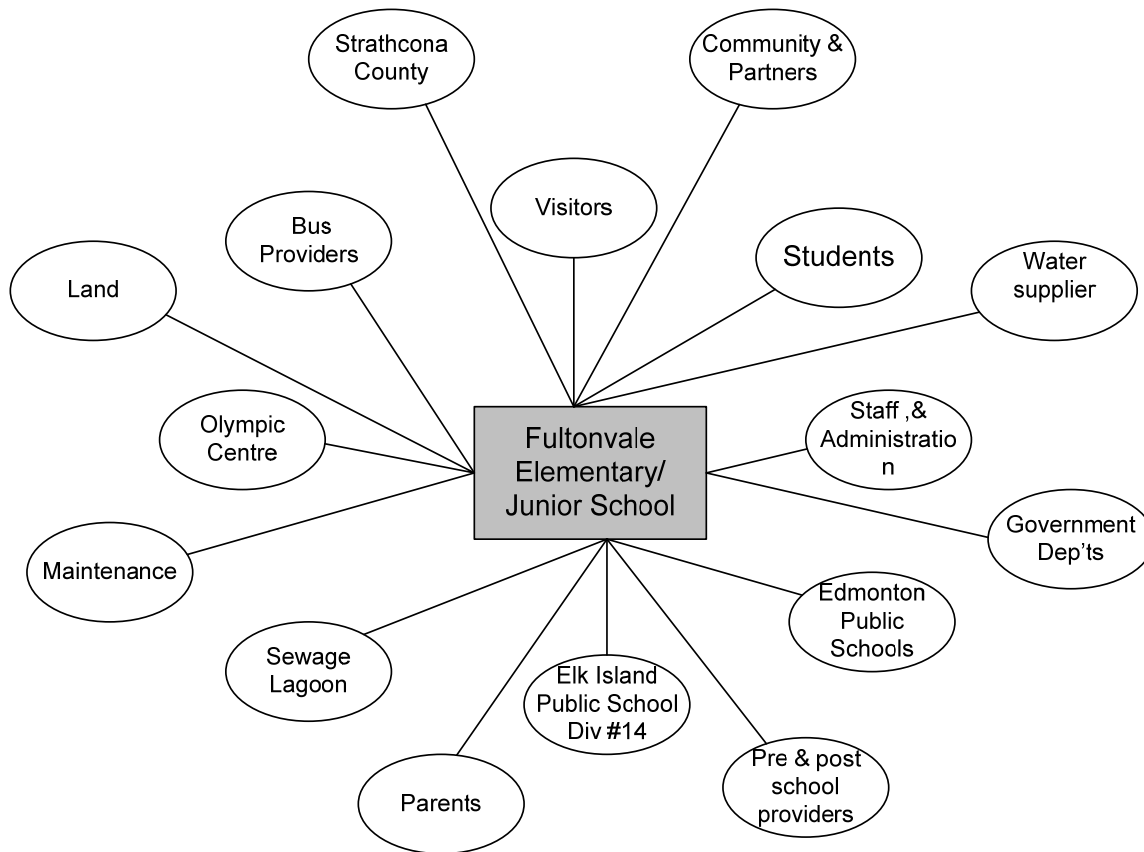 Strathcona
County
Community &
Partners
Visitors
Bus
Providers
Students
Land
Water
supplier
Olympic
Centre
Staff ,&
Administratio
n
Fultonvale
Elementary/
Junior School
Maintenance
Government
Dep'ts
Edmonton
Public
Schools
Sewage
Lagoon
Elk Island
Public School
Div #14
Parents
Pre & post
school
providers